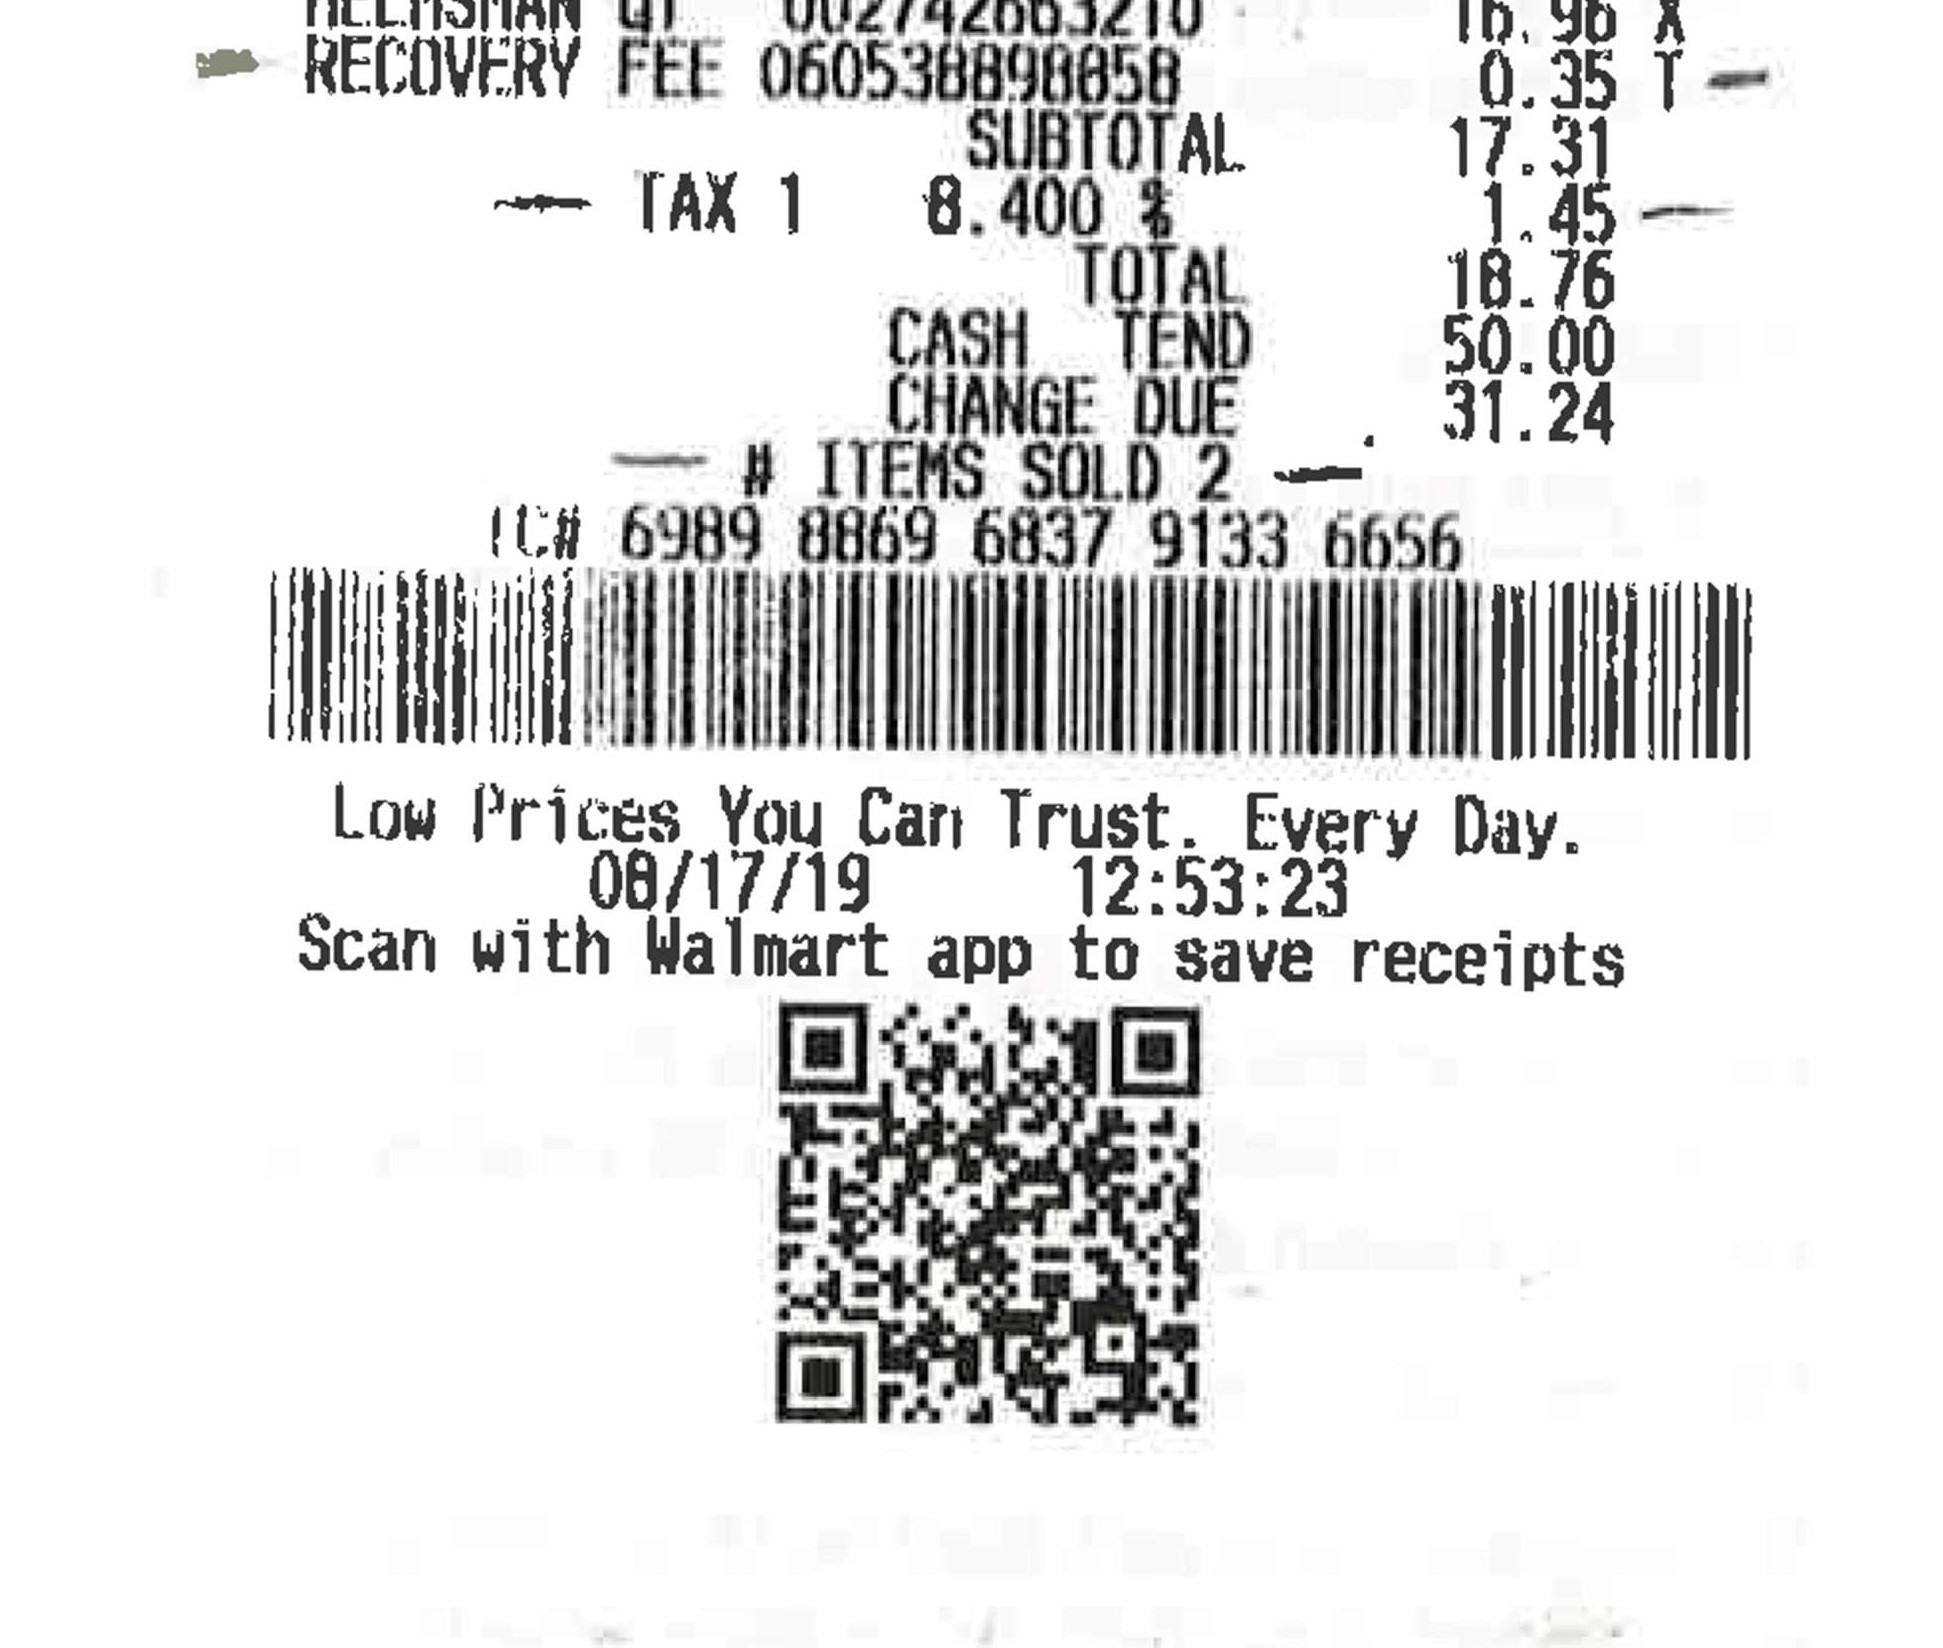 HELMSMAN QT 002742663210 16.96 X
RECOVERY FEE 060538898858 0.35 T
SUBTOTAL 17.31
TAX 1 8.400 % 1.45
TOTAL 18.76
CASH TEND 50.00
CHANGE DUE 31.24
# ITEMS SOLD 2
TC# 6989 8869 6837 9133 6656
Low Prices You Can Trust. Every Day.
08/17/19 12:53:23
Scan with Walmart app to save receipts